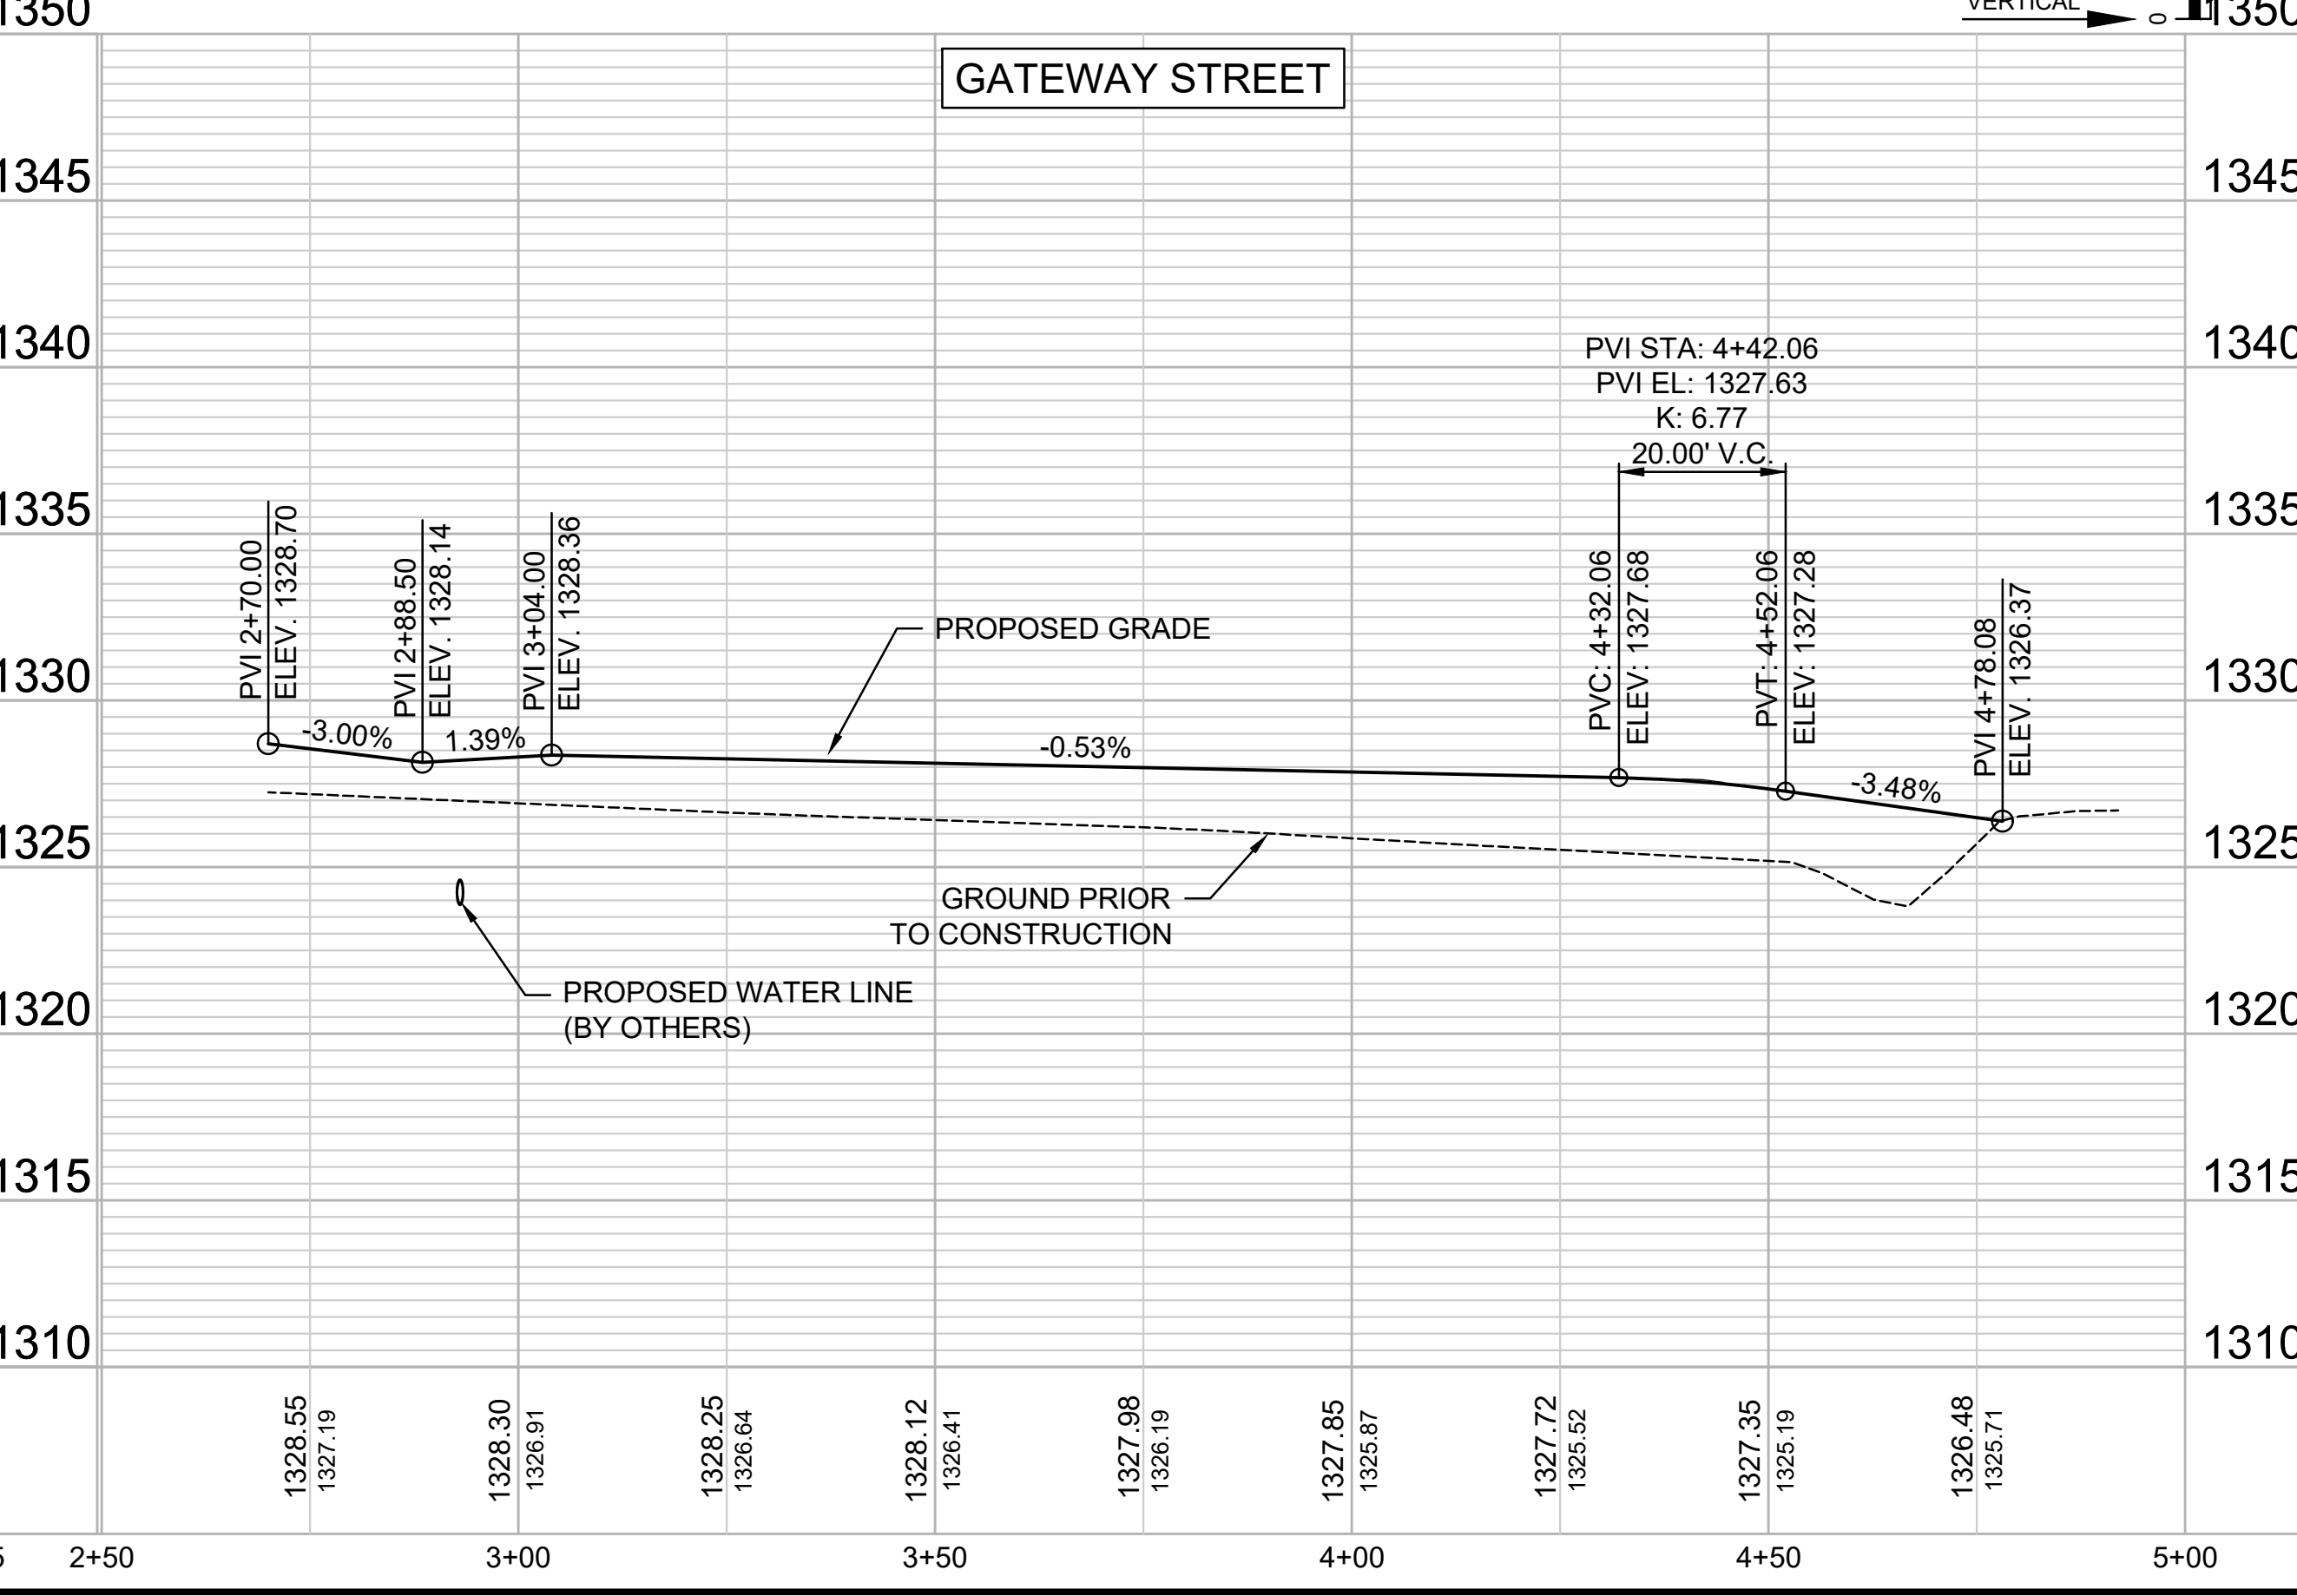 VERTICAL
0
1350
1350
GATEWAY STREET
1345
1345
1340
1340
PVI STA: 4+42.06
PVI EL: 1327.63
K: 6.77
20.00' V.C.
1335
1335
PVI 2+70.00
ELEV. 1328.70
PVI 2+88.50
ELEV. 1328.14
PVI 3+04.00
ELEV. 1328.36
PVC: 4+32.06
ELEV: 1327.68
PVT: 4+52.06
ELEV: 1327.28
PVI 4+78.08
ELEV. 1326.37
PROPOSED GRADE
1330
1330
-3.00%
1.39%
-0.53%
-3.48%
1325
1325
GROUND PRIOR
TO CONSTRUCTION
PROPOSED WATER LINE
(BY OTHERS)
1320
1320
1315
1315
1310
1310
1328.55
1327.19
1328.30
1326.91
1328.25
1326.64
1328.12
1326.41
1327.98
1326.19
1327.85
1325.87
1327.72
1325.52
1327.35
1325.19
1326.48
1325.71
2+50
3+00
3+50
4+00
4+50
5+00